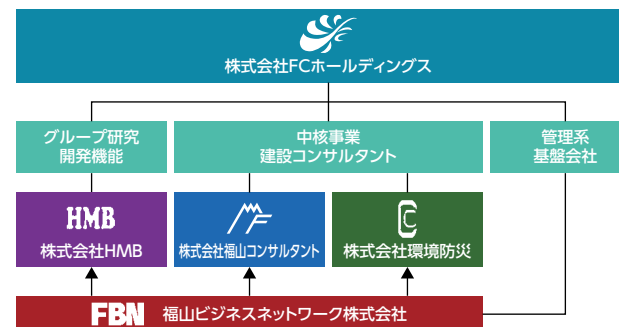 株式会社FCホールディングス
グループ研究
開発機能
中核事業
建設コンサルタント
管理系
基盤会社
HMB
株式会社HMB
株式会社福山コンサルタント
株式会社環境防災
FBN 福山ビジネスネットワーク株式会社